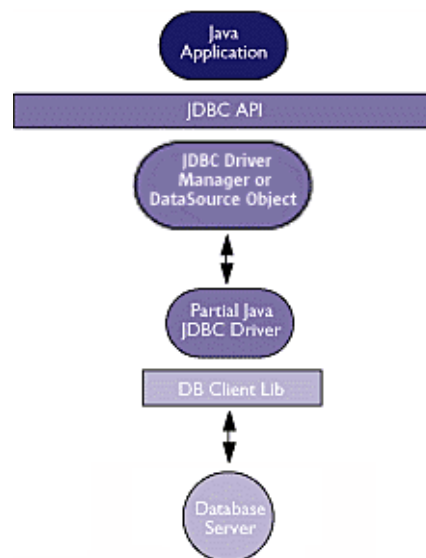 Java
Application
JDBC API
JDBC Driver
Manager or
DataSource Object
Partial Java
JDBC Driver
DB Client Lib
Database
Server